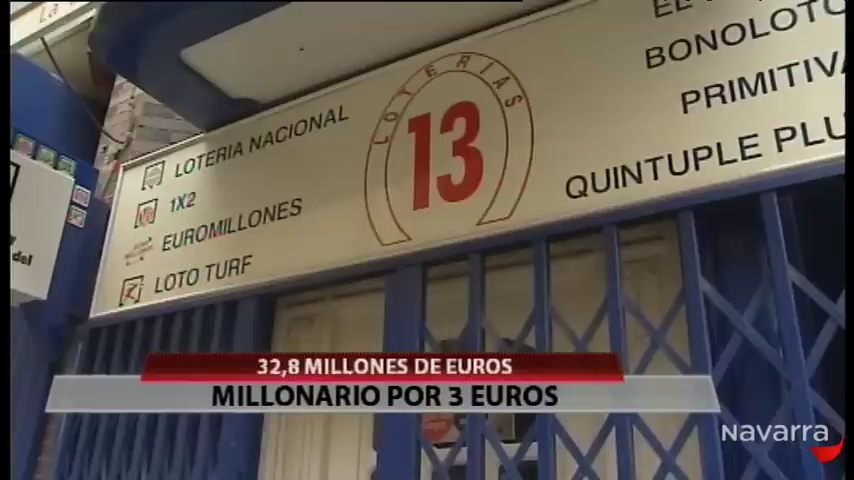 LOTERIA NACIONAL
1X2
EUROMILLONES
LOTO TURF
LOTERIAS
13
BONOLOTO
PRIMITIVA
QUINTUPLE PLU
del
32,8 MILLONES DE EUROS
MILLONARIO POR 3 EUROS
Navarra